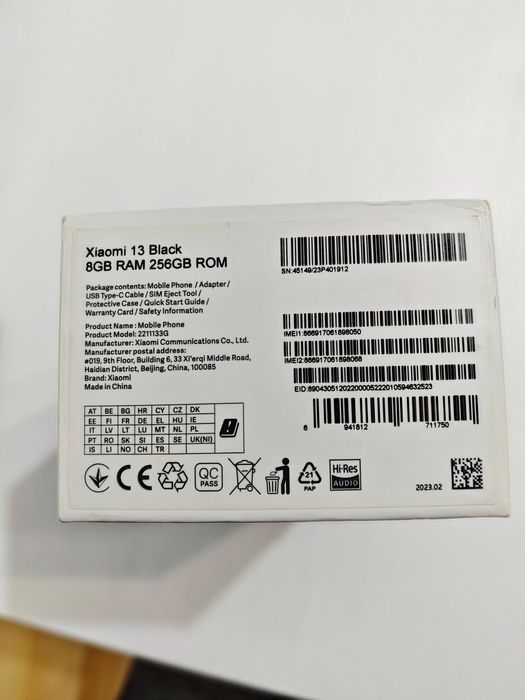 Xiaomi 13 Black
8GB RAM 256GB ROM
Package contents: Mobile Phone / Adapter /
USB Type-C Cable / SIM Eject Tool /
Protective Case / Quick Start Guide /
Warranty Card / Safety Information
Product Name : Mobile Phone
Product Model: 2211133G
Manufacturer: Xiaomi Communications Co., Ltd.
Manufacturer postal address:
#019, 9th Floor, Building 6, 33 Xi'erqi Middle Road,
Haidian District, Beijing, China, 100085
Brand: Xiaomi
Made in China
SN:45149/23P401912
IMEI1:866917061898050
IMEI2:866917061898068
EID:89043051202200005222010594632523
6 941812 711750
AT BE BG HR CY CZ DK
EE FI FR DE EL HU IE
IT LV LT LU MT NL PL
PT RO SK SI ES SE UK(NI)
IS LI NO CH TR
CE
QC
PASS
21
PAP
Hi-Res
AUDIO
2023.02